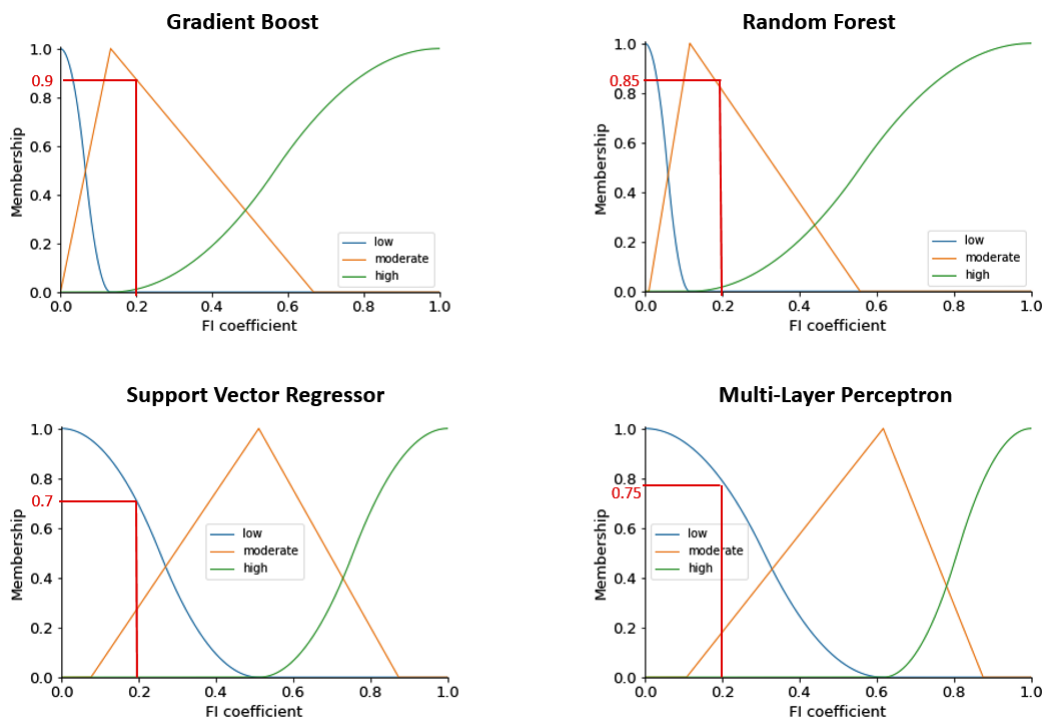 Gradient Boost
1.0
0.9
0.8
0.6
0.4
0.2
0.0
Membership
low
moderate
high
0.0 0.2 0.4 0.6 0.8 1.0
FI coefficient
Random Forest
1.0
0.85
0.8
0.6
0.4
0.2
0.0
Membership
low
moderate
high
0.0 0.2 0.4 0.6 0.8 1.0
FI coefficient
Support Vector Regressor
1.0
0.8
0.7
0.6
0.4
0.2
0.0
Membership
low
moderate
high
0.0 0.2 0.4 0.6 0.8 1.0
FI coefficient
Multi-Layer Perceptron
1.0
0.8
0.75
0.6
0.4
0.2
0.0
Membership
low
moderate
high
0.0 0.2 0.4 0.6 0.8 1.0
FI coefficient